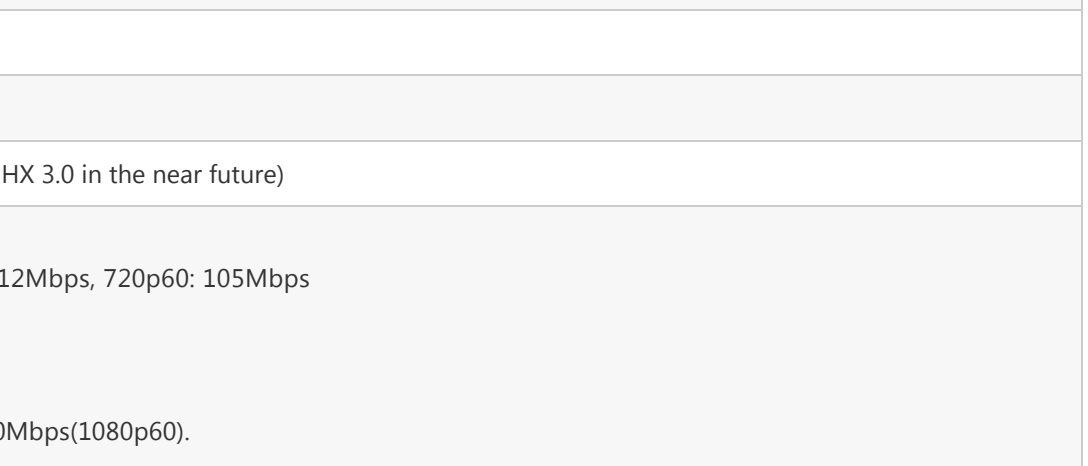 HX 3.0 in the near future)
12Mbps, 720p60: 105Mbps
0Mbps(1080p60).